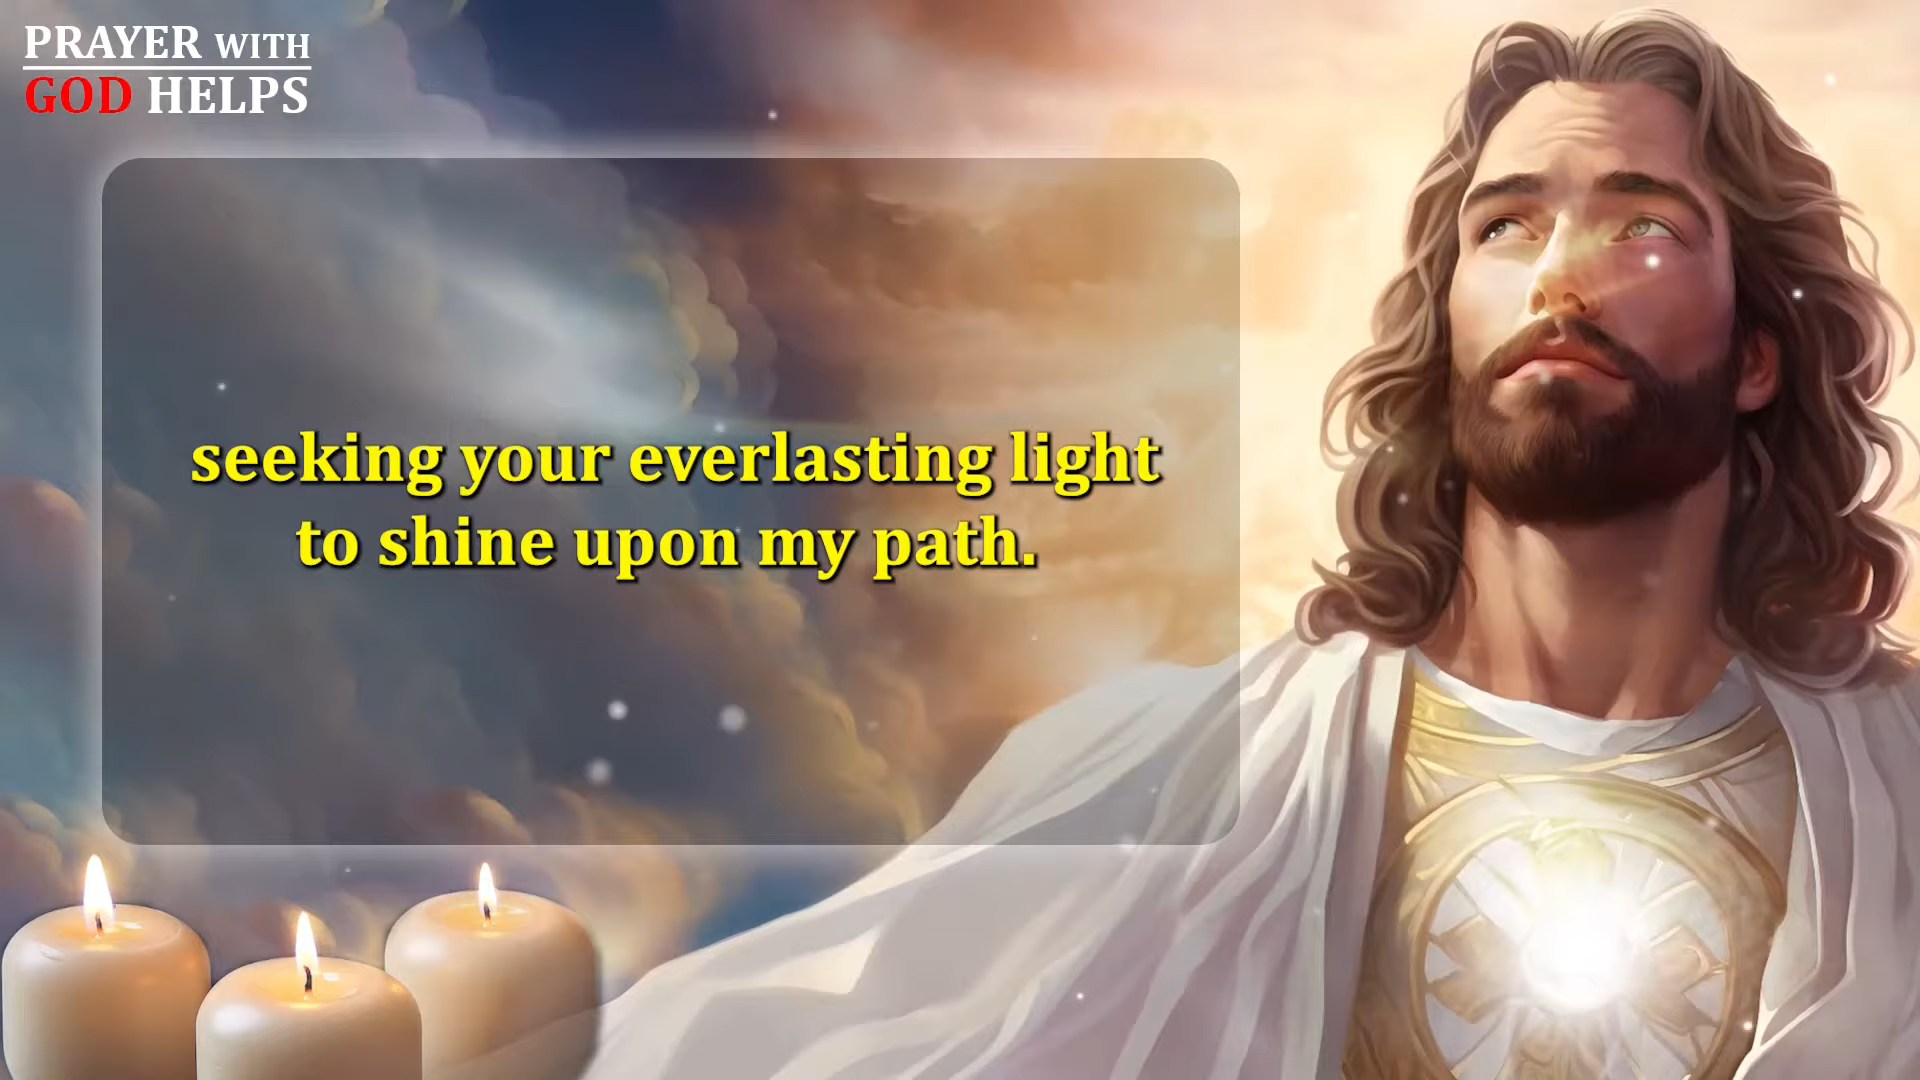 PRAYER WITH
GOD HELPS
seeking your everlasting light
to shine upon my path.